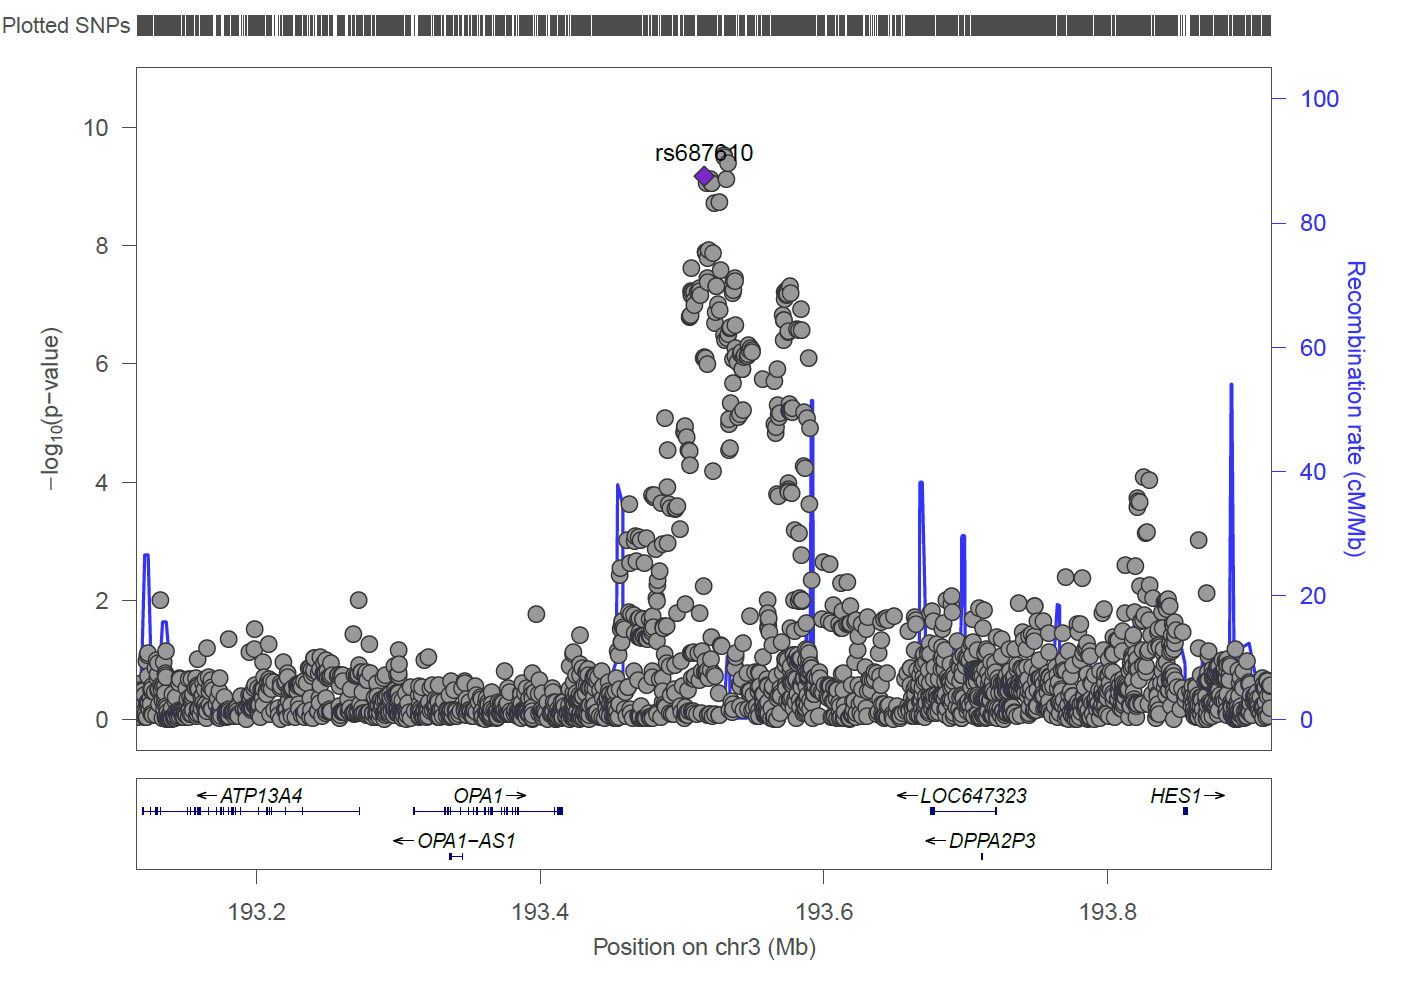 Plotted SNPs
rs687610
10
8
6
4
2
0
−log10(p−value)
100
80
60
40
20
0
Recombination rate (cM/Mb)
ATP13A4
OPA1
LOC647323
HES1
OPA1−AS1
DPPA2P3
193.2
193.4
193.6
193.8
Position on chr3 (Mb)